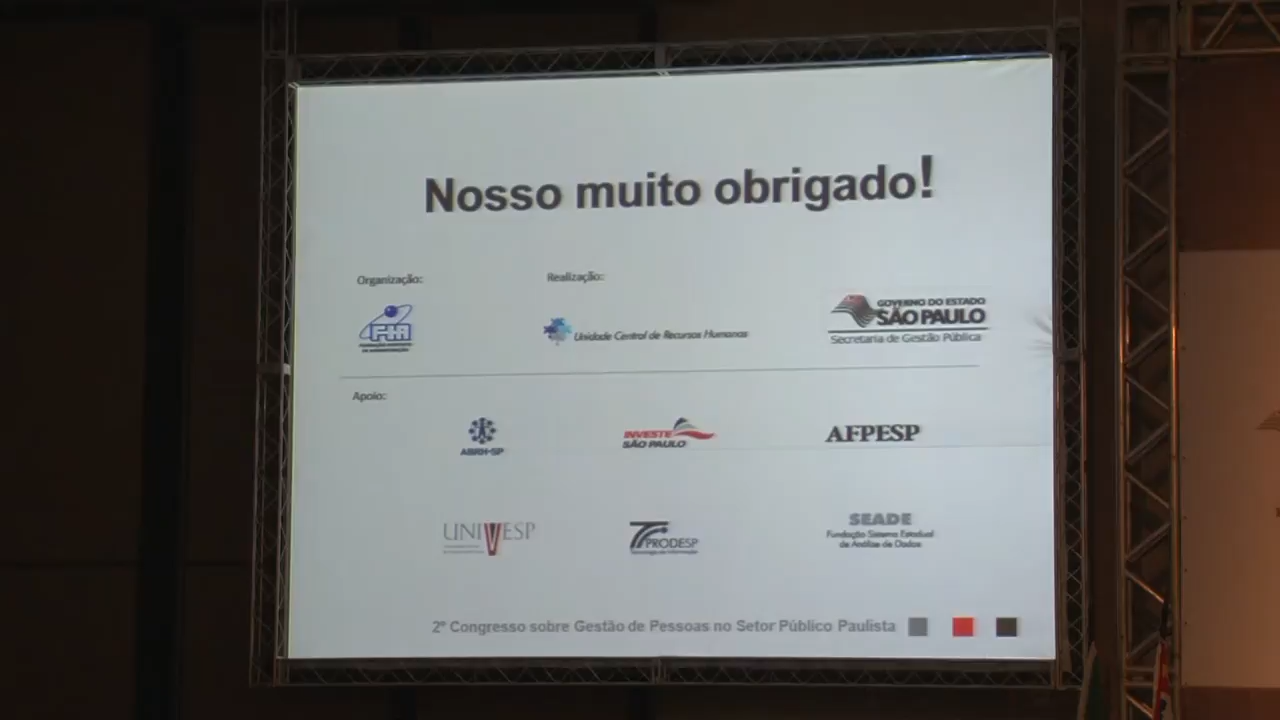 Nosso muito obrigado!
Organização:
Realização:
FIA
Unidade Central de Recursos Humanas
GOVERNO DO ESTADO
SÃO PAULO
Secretaria de Gestão Pública
Apoio:
ABRH-SP
INVESTE
SÃO PAULO
AFPESP
UNIVESP
PRODESP
SEADE
Fundação Sistema Estadual
de Análise de Dados
2º Congresso sobre Gestão de Pessoas no Setor Público Paulista